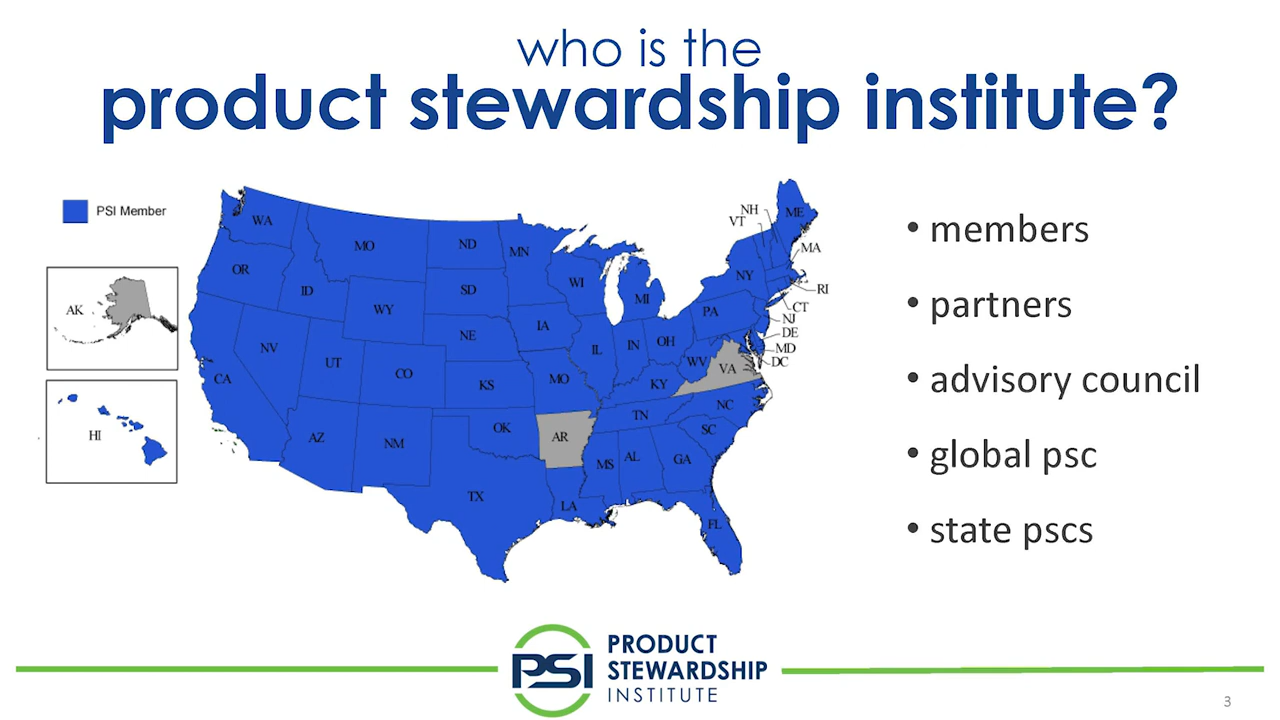 who is the
product stewardship institute?
PSI Member
AK
HI
WA
OR
CA
NV
ID
MO
WY
UT
CO
AZ
NM
ND
SD
NE
KS
OK
TX
MN
IA
MO
AR
LA
WI
IL
MI
IN
OH
KY
TN
MS
AL
GA
FL
SC
NC
VA
WV
PA
NY
VT
NH
ME
MA
RI
CT
NJ
DE
MD
DC
• members
• partners
• advisory council
• global psc
• state pscs
PSI
PRODUCT
STEWARDSHIP
INSTITUTE
3